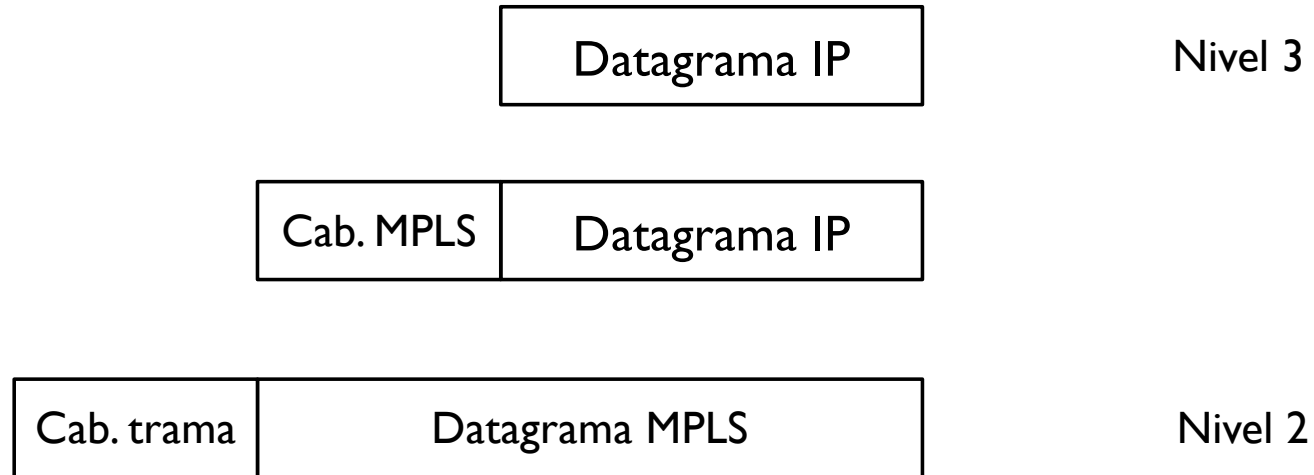 Datagrama IP Nivel 3
Cab. MPLS Datagrama IP
Cab. trama Datagrama MPLS Nivel 2